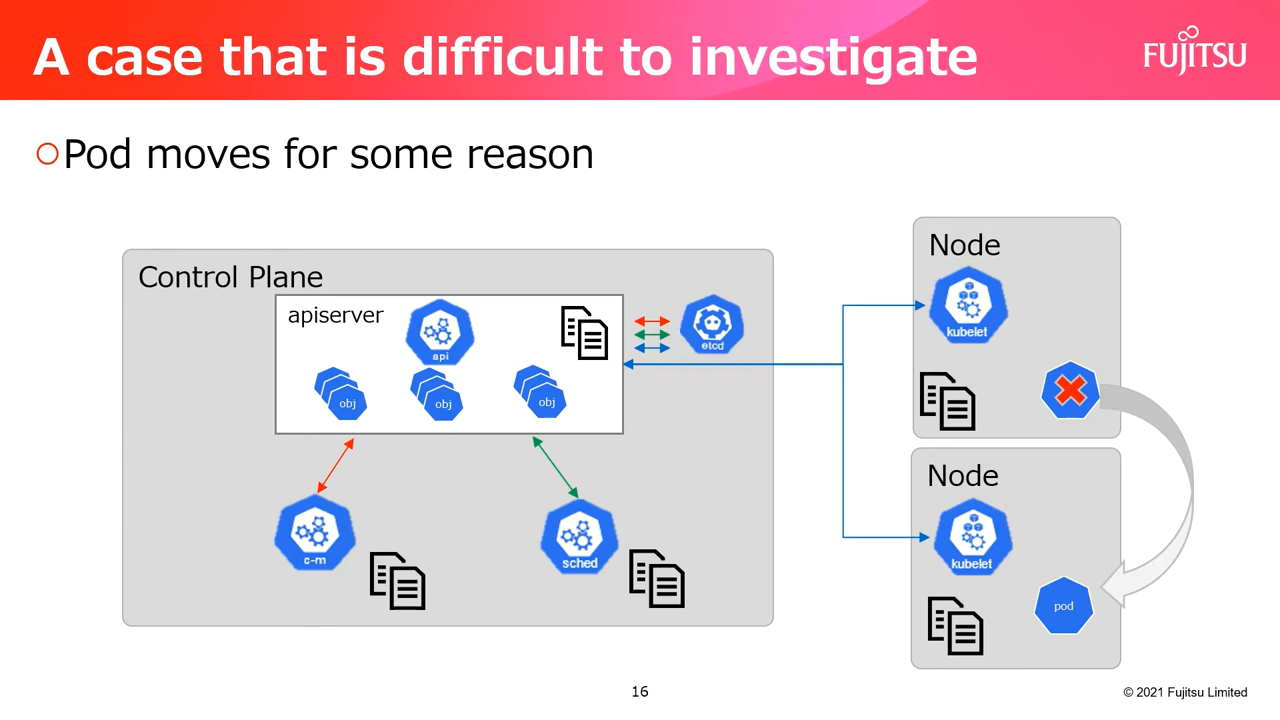 A case that is difficult to investigate
FUJITSU
Pod moves for some reason
Control Plane
apiserver
api
obj
obj
obj
etcd
c-m
sched
Node
kubelet
Node
kubelet
pod
16
© 2021 Fujitsu Limited